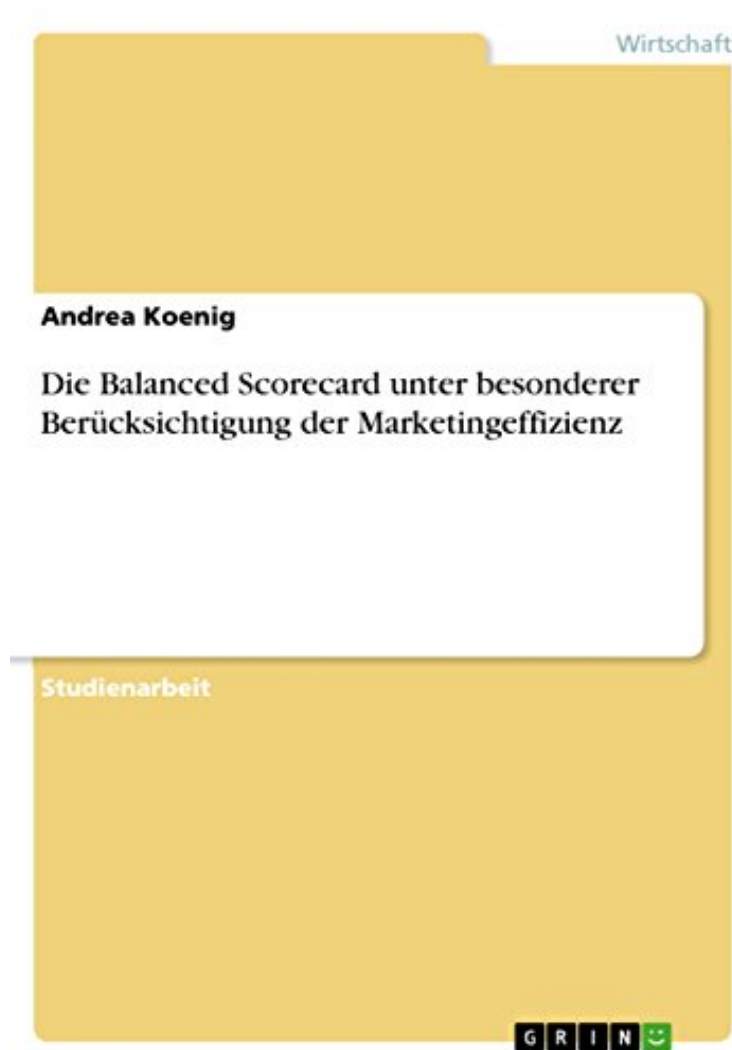 Wirtschaft
Andrea Koenig
Die Balanced Scorecard unter besonderer
Berücksichtigung der Marketingeffizienz
Studienarbeit
GRIN